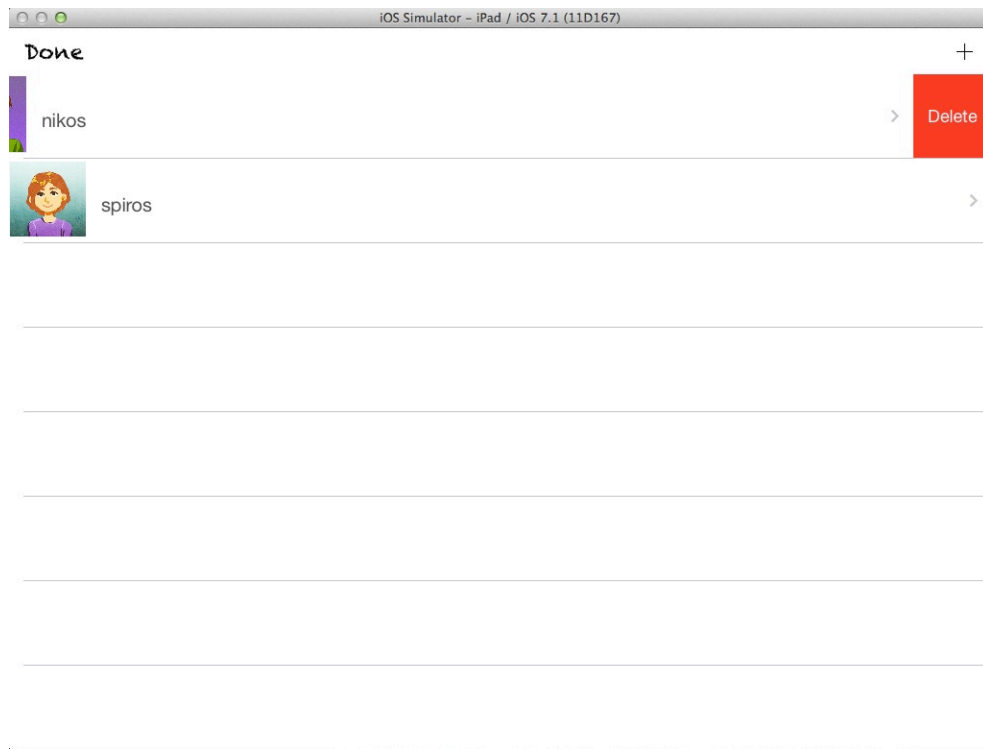 iOS Simulator – iPad / iOS 7.1 (11D167)
Done +
nikos Delete
spiros